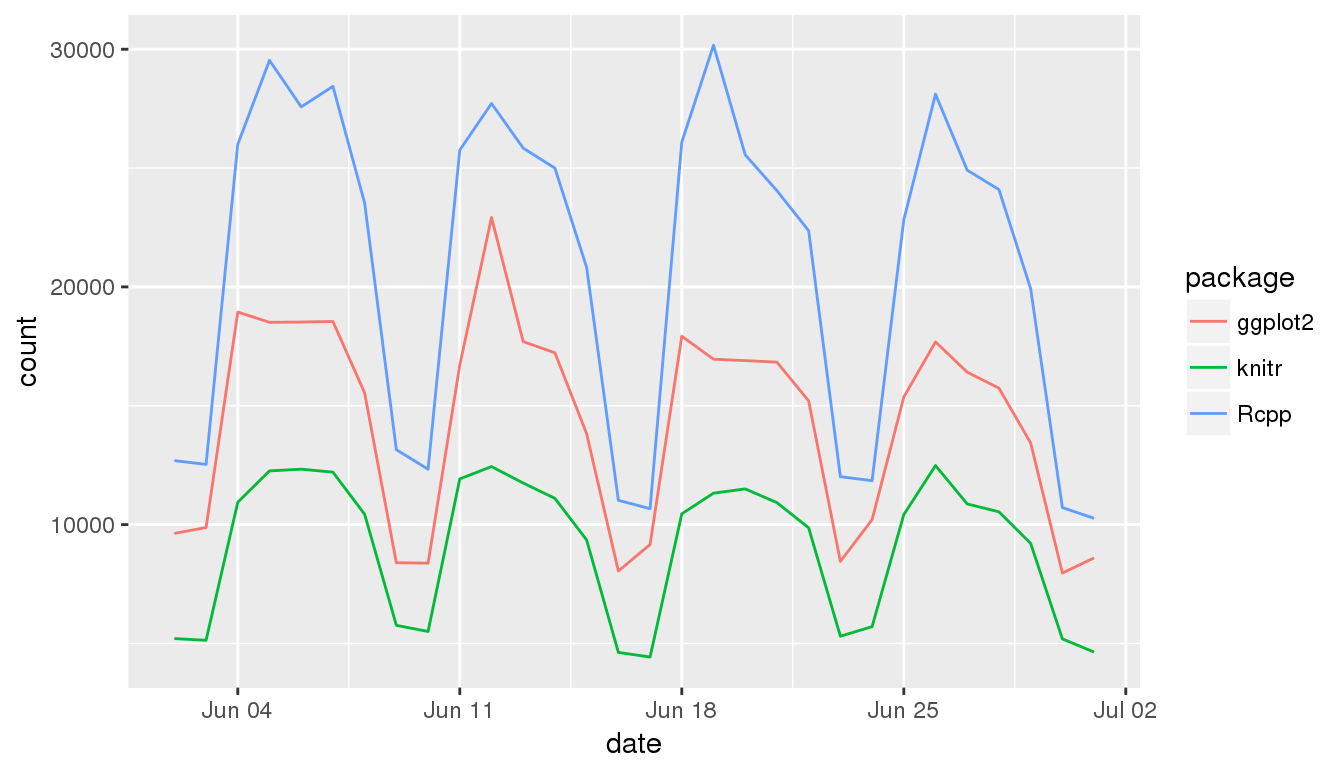 30000
20000
10000
count
Jun 04
Jun 11
Jun 18
Jun 25
Jul 02
date
package
ggplot2
knitr
Rcpp